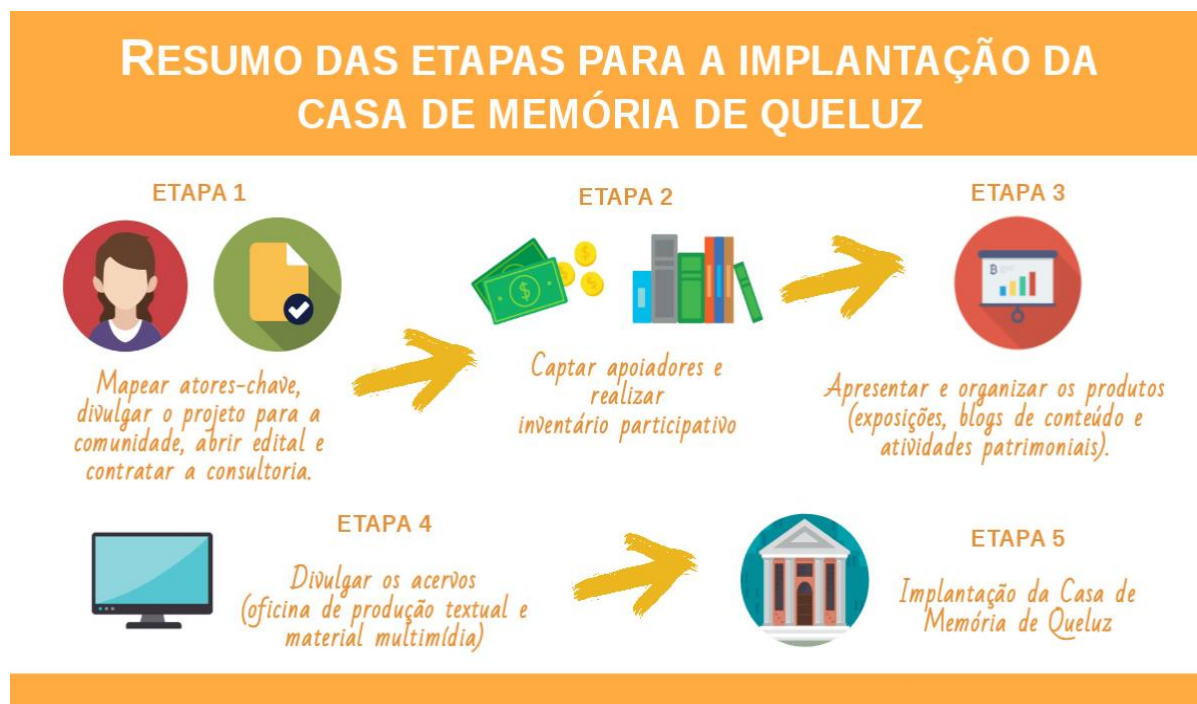 RESUMO DAS ETAPAS PARA A IMPLANTAÇÃO DA
CASA DE MEMÓRIA DE QUELUZ
ETAPA 1
Mapear atores-chave,
divulgar o projeto para a
comunidade, abrir edital e
contratar a consultoria.
ETAPA 2
Captar apoiadores e
realizar
inventário participativo
ETAPA 3
Apresentar e organizar os produtos
(exposições, blogs de conteúdo e
atividades patrimoniais).
ETAPA 4
Divulgar os acervos
(oficina de produção textual e
material multimídia)
ETAPA 5
Implantação da Casa de
Memória de Queluz